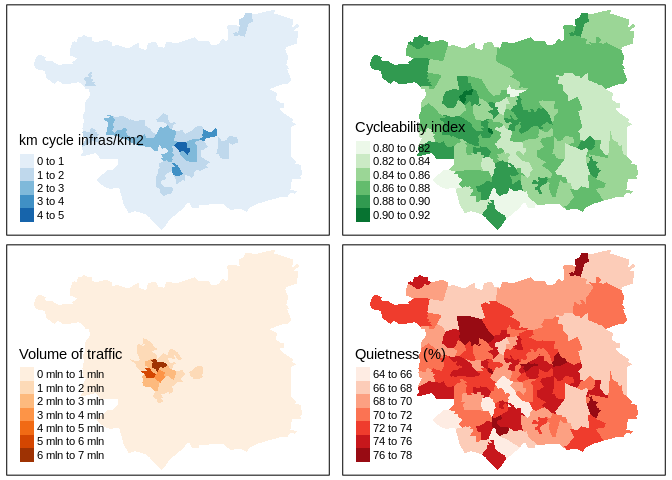 km cycle infras/km2
0 to 1
1 to 2
2 to 3
3 to 4
4 to 5
Cycleability index
0.80 to 0.82
0.82 to 0.84
0.84 to 0.86
0.86 to 0.88
0.88 to 0.90
0.90 to 0.92
Volume of traffic
0 mln to 1 mln
1 mln to 2 mln
2 mln to 3 mln
3 mln to 4 mln
4 mln to 5 mln
5 mln to 6 mln
6 mln to 7 mln
Quietness (%)
64 to 66
66 to 68
68 to 70
70 to 72
72 to 74
74 to 76
76 to 78